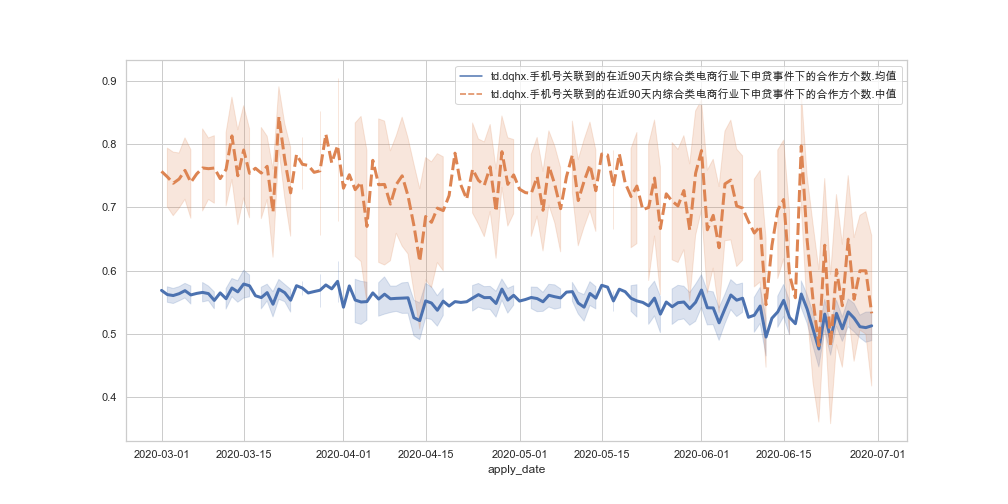 td.dqhx.手机号关联到的在近90天内综合类电商行业下申贷事件下的合作方个数.均值
td.dqhx.手机号关联到的在近90天内综合类电商行业下申贷事件下的合作方个数.中值
0.9
0.8
0.7
0.6
0.5
0.4
2020-03-01 2020-03-15 2020-04-01 2020-04-15 2020-05-01 2020-05-15 2020-06-01 2020-06-15 2020-07-01
apply_date